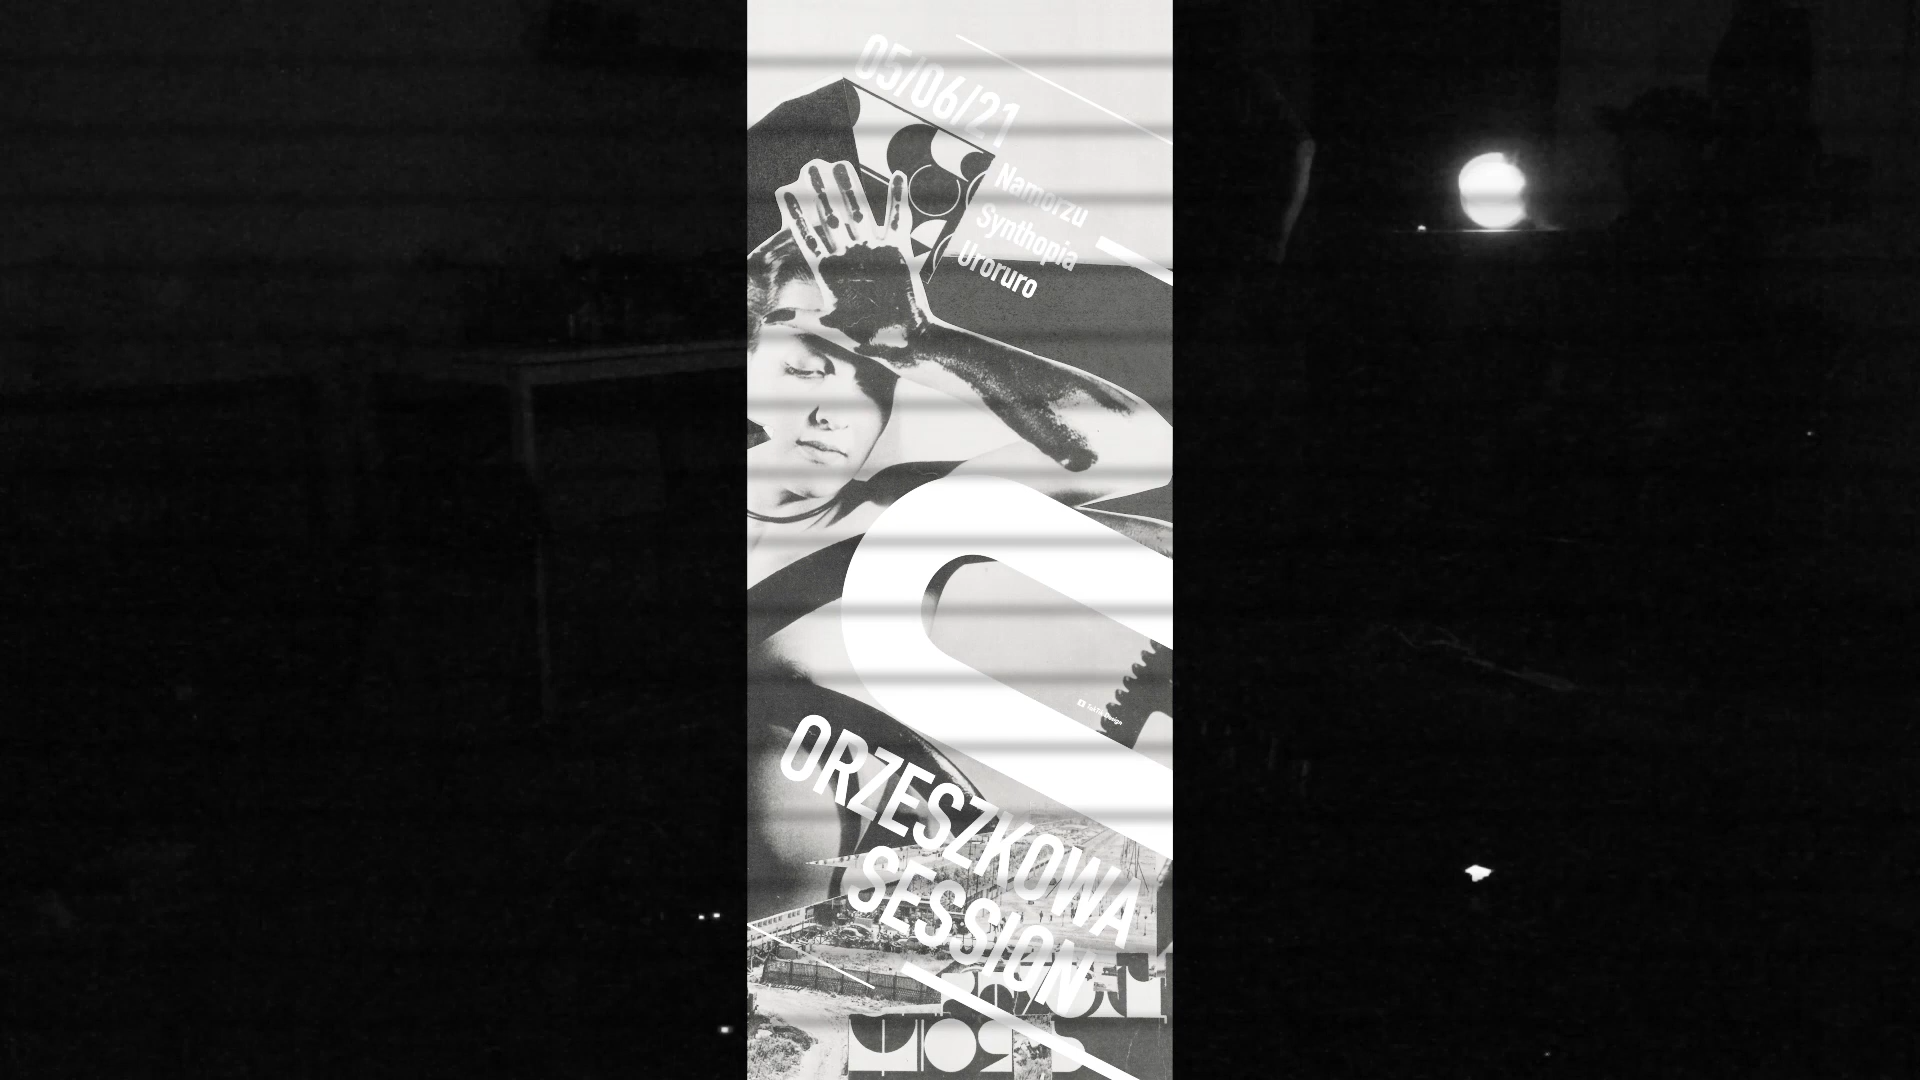 05/06/21
Namorzu
Synthopia
Uroruro
ORZESZKOWA
SESSION